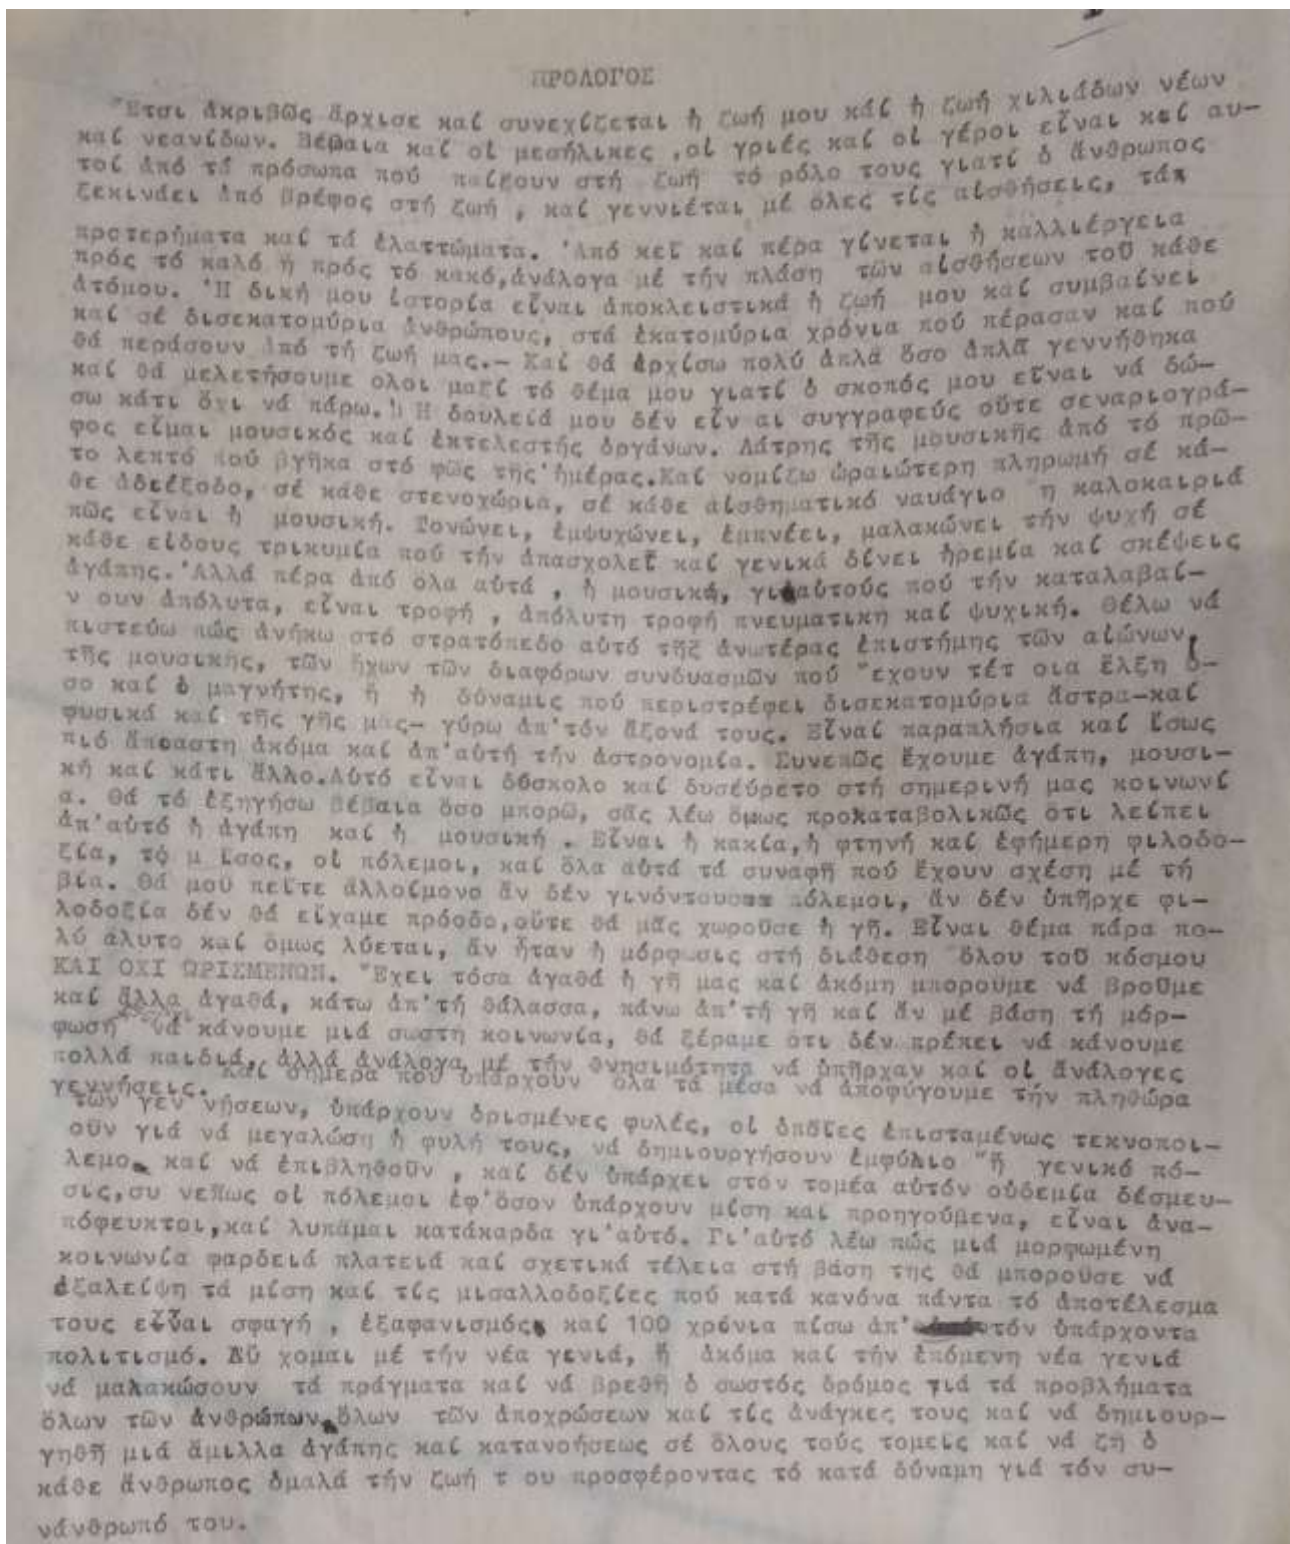 ΠΡΟΛΟΓΟΣ
Ἔτσι ἀκριβῶς ἄρχισε καί συνεχίζεται ἡ ζωή μου κάί ἡ ζωή χιλιάδων νέων
καί νεανίδων. Βέβαια καί οἱ μεσήλικες ,οἱ γριές καί οἱ γέροι εἶναι καί αυ-
τοί ἀπό τά πρόσωπα πού παίζουν στή ζωή τό ρόλο τους γιατί ὁ ἄνθρωπος
ξεκινάει ἀπό βρέφος στή ζωή , καί γεννιέται μέ ὅλες τίς αἰσθήσεις, τά
προτερήματα καί τά ἐλαττώματα. Ἀπό κεῖ καί πέρα γίνεται ἡ καλλιέργεια
πρός τό καλό ἤ πρός τό κακό,ἀνάλογα μέ τήν πλάση τῶν αἰσθήσεων τοῦ κάθε
ἀτόμου. Ἡ δική μου ἱστορία εἶναι ἀποκλειστικά ἡ ζωή μου καί συμβαίνει
καί σέ δισεκατομύρια ἀνθρώπους, στά ἑκατομύρια χρόνια πού πέρασαν καί πού
θά περάσουν ἀπό τή ζωή μας.- Καί θά ἀρχίσω πολύ ἁπλά ὅσο ἁπλᾶ γεννήθηκα
καί θά μελετήσουμε ολοι μαζί τό θέμα μου γιατί ὁ σκοπός μου εἶναι νά δώ-
σω κάτι ὄχι νά πάρω.!! Η δουλειά μου δέν εἶν αι συγγραφεύς οὔτε σεναριογρά-
φος εἶμαι μουσικός καί ἐκτελεστής ὀργάνων. Λάτρης τῆς μουσικῆς ἀπό τό πρῶ-
το λεπτό πού βγῆκα στό φῶς τῆς ἡμέρας.Καί νομίζω ὡραιώτερη πληρωμή σέ κά-
θε ἀδιέξοδο, σέ κάθε στενοχώρια, σέ κάθε αἰσθηματικό ναυάγιο ἤ καλοκαιριά
πῶς εἶναι ἡ μουσική. Τονώνει, ἐμψυχώνει, ἐμπνέει, μαλακώνει τήν ψυχή σέ
κάθε είδους τρικυμία πού τήν ἀπασχολεῖ καί γενικά δίνει ἠρεμία καί σκέψεις
ἀγάπης. Ἀλλά πέρα ἀπό ὅλα αὐτά , ἡ μουσική, γι αὐτούς πού τήν καταλαβαί-
ν ουν ἀπόλυτα, εἶναι τροφή , ἀπόλυτη τροφή πνευματική καί ψυχική. Θέλω νά
πιστεύω πώς ἀνήκω στό στρατόπεδο αὐτό τῆς ἀνωτέρας ἐπιστήμης τῶν αἰώνων,
τῆς μουσικῆς, τῶν ἤχων τῶν διαφόρων συνδυασμῶν πού ἔχουν τέτ οια ἕλξη ὅ-
σο καί ὁ μαγνήτης, ἤ ἡ δύναμις πού περιστρέφει δισεκατομύρια ἄστρα-καί
φυσικά καί τῆς γῆς μας- γύρω ἀπ'τόν ἄξονά τους. Εἶναί παραπλήσια καί ἴσως
πιό ἄπιαστη ἀκόμα καί ἀπ'αὐτή τήν ἀστρονομία. Συνεπῶς ἔχουμε ἀγάπη, μουσι-
κή καί κάτι ἄλλο.Αὐτό εἶναι δύσκολο καί δυσεύρετο στή σημερινή μας κοινωνί
α. Θά τό ἐξηγήσω βέβαια ὅσο μπορῶ, σᾶς λέω ὅμως προκαταβολικῶς ὅτι λείπει
ἀπ'αὐτό ἡ ἀγάπη καί ἡ μουσική . Εἶναι ἡ κακία,ἡ φτηνή καί ἐφήμερη φιλοδο-
ξία, τό μ ῖσος, οἱ πόλεμοι, καί ὅλα αὐτά τά συναφῆ πού ἔχουν σχέση μέ τή
βία. Θά μοῦ πεῖτε ἀλλοίμονο ἄν δέν γινόντουσαν πόλεμοι, ἄν δέν ὑπῆρχε φι-
λοδοξία δέν θά είχαμε πρόοδο,οὔτε θά μᾶς χωροῦσε ἡ γῆ. Εἶναι θέμα πάρα πο-
λύ ἀλυτο καί ὅμως λύεται, ἄν ἦταν ἡ μόρφωσις στή διάθεση ὅλου τοῦ κόσμου
ΚΑΙ ΟΧΙ ΩΡΙΣΜΕΝΩΝ. Ἔχει τόσα ἀγαθά ἡ γῆ μας καί ἀκόμη μποροῦμε νά βροῦμε
καί ἄλλα ἀγαθά, κάτω ἀπ'τή θάλασσα, πάνω ἀπ'τή γῆ καί ἄν μέ βάση τή μόρ-
φωση νά κάνουμε μιά σωστή κοινωνία, θά ξέραμε ὅτι δέν πρέπει νά κάνουμε
πολλά παιδιά, ἀλλά ἀνάλογα μέ τήν θνησιμότητα νά ὑπῆρχαν καί οἱ ἀνάλογες
γεννήσεις. Καί σήμερα πού ὑπάρχουν ὅλα τά μέσα νά ἀποφύγουμε τήν πληθώρα
τῶν γεν νήσεων, ὑπάρχουν ὁρισμένες φυλές, οἱ ὁποῖες ἐπισταμένως τεκνοποι-
οῦν γιά νά μεγαλώση ἡ φυλή τους, νά δημιουργήσουν ἐμφύλιο ἤ γενικό πό-
λεμο καί νά ἐπιβληθοῦν , καί δέν ὑπάρχει στόν τομέα αὐτόν οὐδεμία δέσμευ-
σις,συ νεπῶς οἱ πόλεμοι ἐφ'ὅσον ὑπάρχουν μίση καί προηγούμενα, εἶναι ἀνα-
πόφευκτοι,καί λυπᾶμαι κατάκαρδα γι'αὐτό. Γι'αὐτό λέω πώς μιά μορφωμένη
κοινωνία φαρδειά πλατειά καί σχετικά τέλεια στή βάση της θά μποροῦσε νά
ἐξαλείψη τά μίση καί τίς μισαλλοδοξίες πού κατά κανόνα πάντα τό ἀποτέλεσμα
τους εἶναι σφαγή , ἐξαφανισμός καί 100 χρόνια πίσω ἀπ' τόν ὑπάρχοντα
πολιτισμό. Εὔ χομαι μέ τήν νέα γενιά, ἤ ἀκόμα καί τήν ἑπόμενη νέα γενιά
νά μαλακώσουν τά πράγματα καί νά βρεθῆ ὁ σωστός δρόμος γιά τά προβλήματα
ὅλων τῶν ἀνθρώπων,ὅλων τῶν ἀποχρώσεων καί τίς ἀνάγκες τους καί νά δημιουρ-
γηθῆ μιά ἅμιλλα ἀγάπης καί κατανοήσεως σέ ὅλους τούς τομείς καί νά ζῆ ὁ
κάθε ἄνθρωπος ὁμαλά τήν ζωή τ ου προσφέροντας τό κατά δύναμη γιά τόν συ-
νάνθρωπό του.